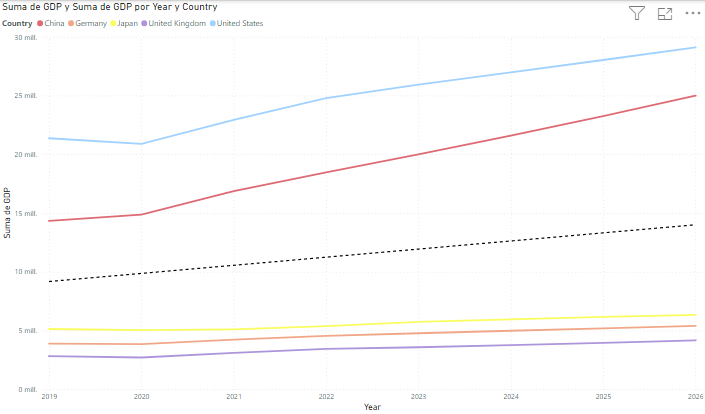 Suma de GDP y Suma de GDP por Year y Country
Country China Germany Japan United Kingdom United States
30 mill.
25 mill.
20 mill.
15 mill.
10 mill.
5 mill.
0 mill.
Suma de GDP
2019 2020 2021 2022 2023 2024 2025 2026
Year